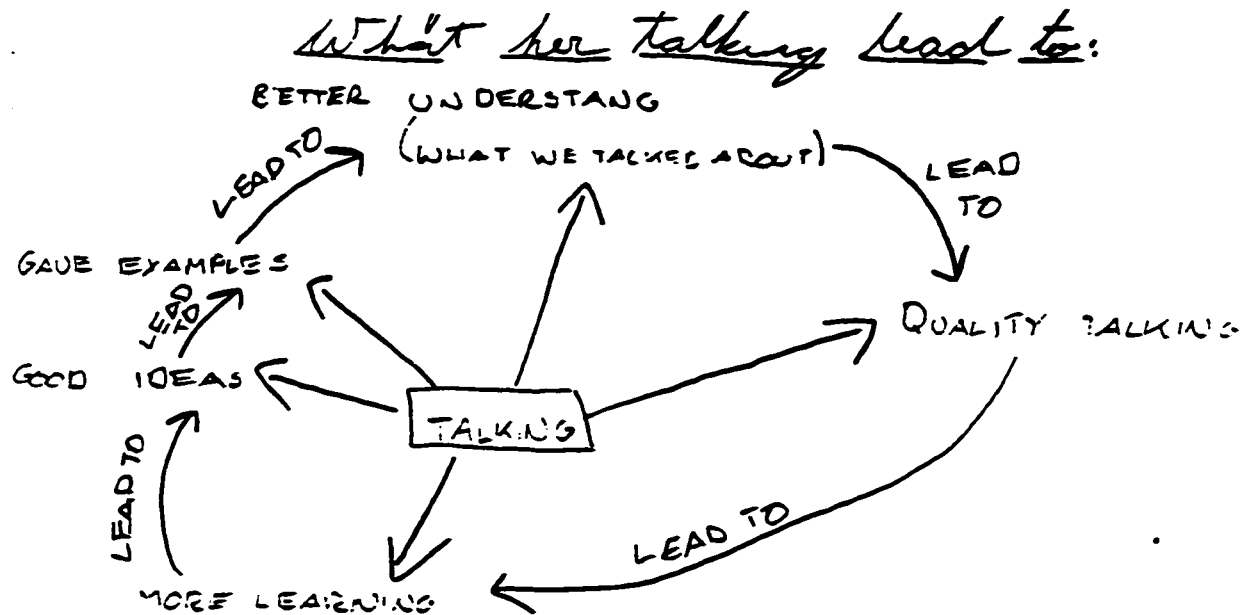 What her talking lead to:
BETTER UNDERSTANG
(WHAT WE TALKED ABOUT)
LEAD TO
LEAD
TO
GAVE EXAMPLES
LEAD
TO
QUALITY TALKING
GOOD IDEAS
TALKING
LEAD TO
LEAD TO
MORE LEARNING